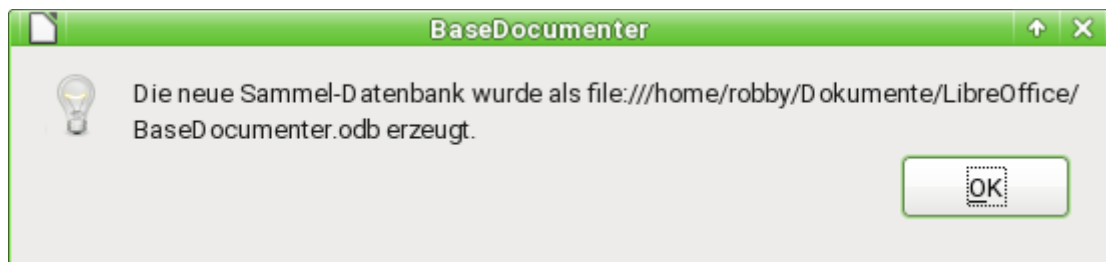 BaseDocumenter
Die neue Sammel-Datenbank wurde als file:///home/robby/Dokumente/LibreOffice/
BaseDocumenter.odb erzeugt.
OK